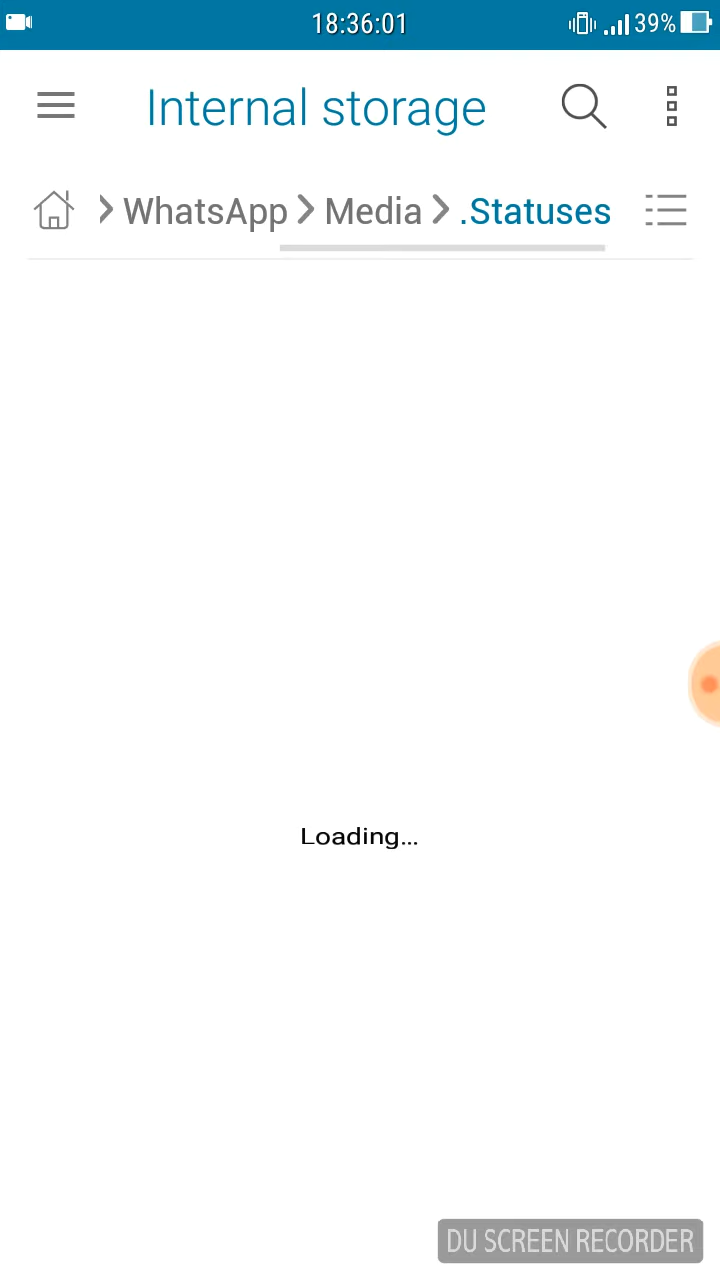 18:36:01 39%
Internal storage
WhatsApp Media .Statuses
Loading...
DU SCREEN RECORDER